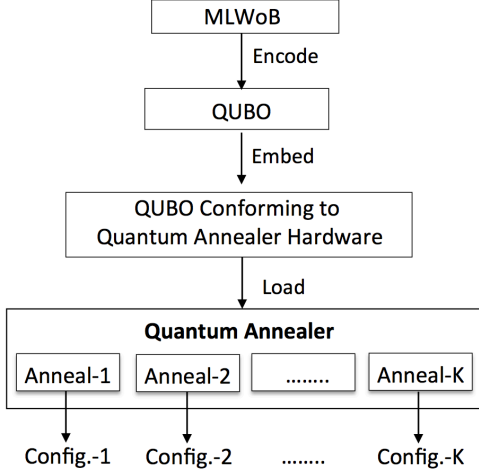 MLWoB
Encode
QUBO
Embed
QUBO Conforming to
Quantum Annealer Hardware
Load
Quantum Annealer
Anneal-1 Anneal-2 ........ Anneal-K
Config.-1 Config.-2 ........ Config.-K